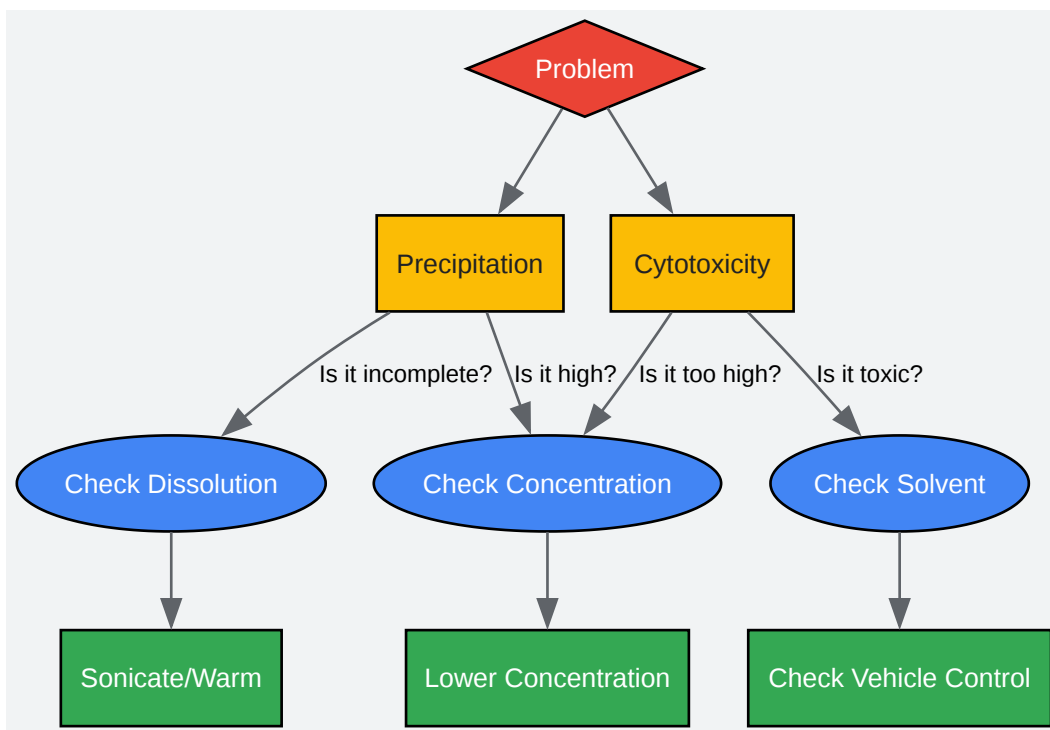 Problem
Precipitation
Cytotoxicity
Is it incomplete?
Is it high?
Is it too high?
Is it toxic?
Check Dissolution
Check Concentration
Check Solvent
Sonicate/Warm
Lower Concentration
Check Vehicle Control